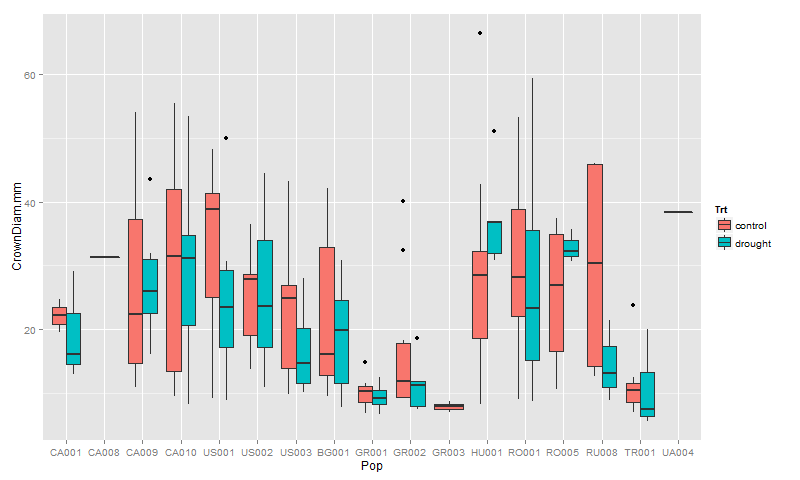 60
40
20
CrownDiam.mm
CA001 CA008 CA009 CA010 US001 US002 US003 BG001 GR001 GR002 GR003 HU001 RO001 RO005 RU008 TR001 UA004
Pop
Trt
control
drought